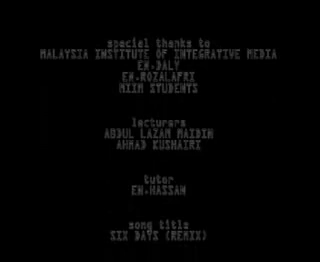 special thanks to
MALAYSIA INSTITUTE OF INTEGRATIVE MEDIA
EN.DALY
EN.ROZALAFRI
MIIM STUDENTS
lecturers
ABDUL LAZAM MAIDIN
AHMAD KUSHAIRI
tutor
EN.HASSAN
song title
SIX DAYS (REMIX)